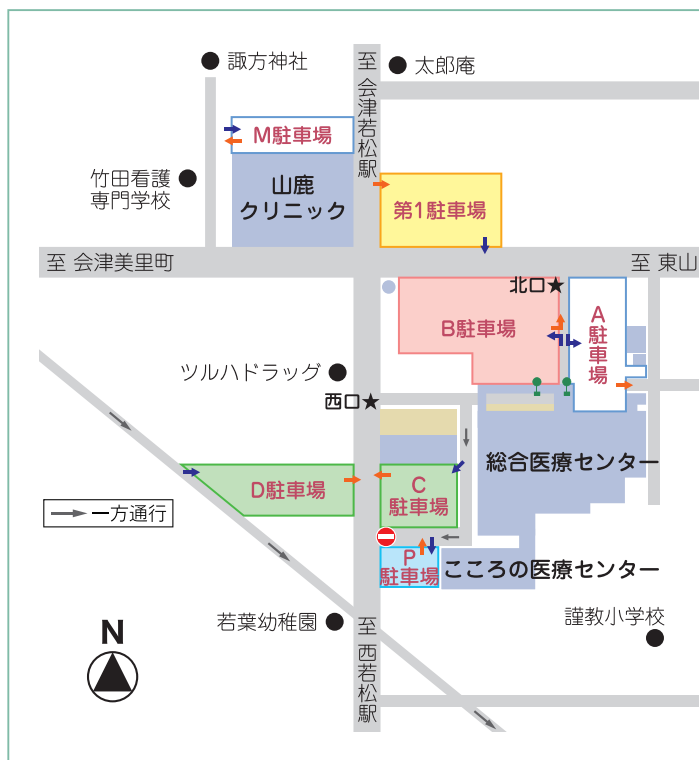 諏方神社
至 会津若松駅
太郎庵
M駐車場
竹田看護
専門学校
山鹿
クリニック
第1駐車場
至 会津美里町
至 東山
北口★
B駐車場
A駐車場
ツルハドラッグ
西口★
総合医療センター
D駐車場
C
駐車場
一方通行
P
駐車場
こころの医療センター
若葉幼稚園
至 西若松駅
謹教小学校
N